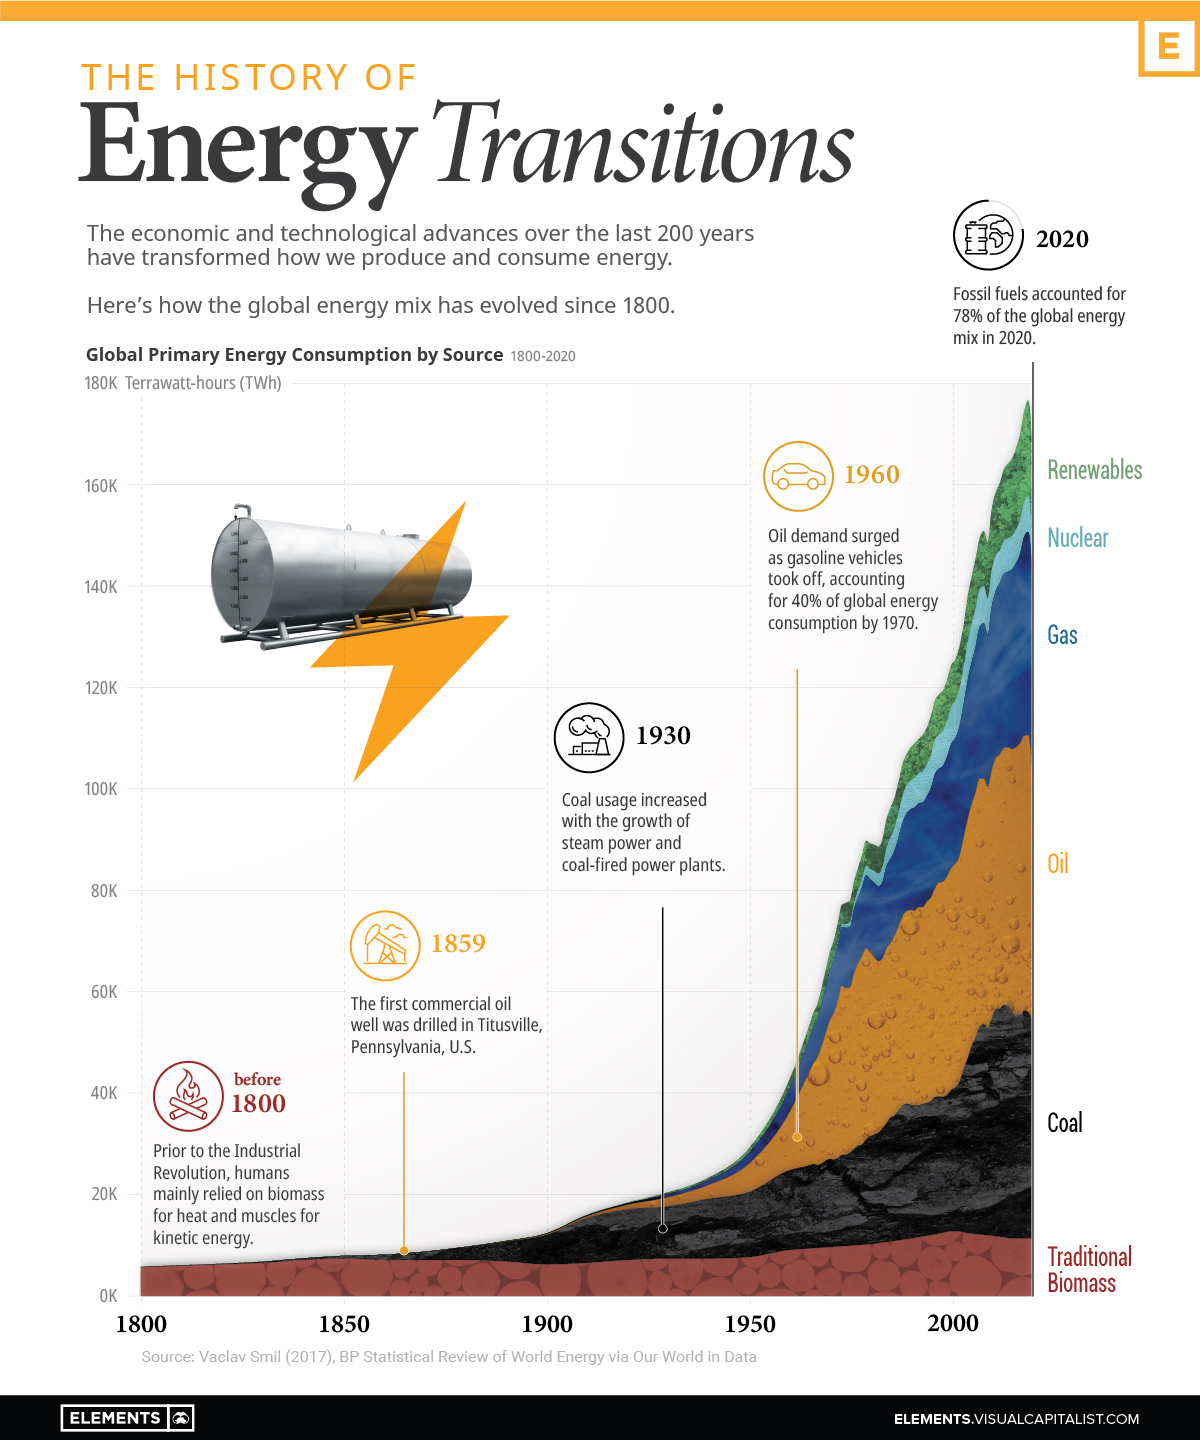 E
THE HISTORY OF
Energy Transitions
The economic and technological advances over the last 200 years
have transformed how we produce and consume energy.
Here's how the global energy mix has evolved since 1800.
2020
Fossil fuels accounted for
78% of the global energy
mix in 2020.
Global Primary Energy Consumption by Source 1800-2020
180K Terrawatt-hours (TWh)
160K
140K
120K
100K
80K
60K
40K
20K
0K
1960
Oil demand surged
as gasoline vehicles
took off, accounting
for 40% of global energy
consumption by 1970.
1930
Coal usage increased
with the growth of
steam power and
coal-fired power plants.
1859
The first commercial oil
well was drilled in Titusville,
Pennsylvania, U.S.
before
1800
Prior to the Industrial
Revolution, humans
mainly relied on biomass
for heat and muscles for
kinetic energy.
Renewables
Nuclear
Gas
Oil
Coal
Traditional
Biomass
1800
1850
1900
1950
2000
Source: Vaclav Smil (2017), BP Statistical Review of World Energy via Our World in Data
ELEMENTS
ELEMENTS.VISUALCAPITALIST.COM